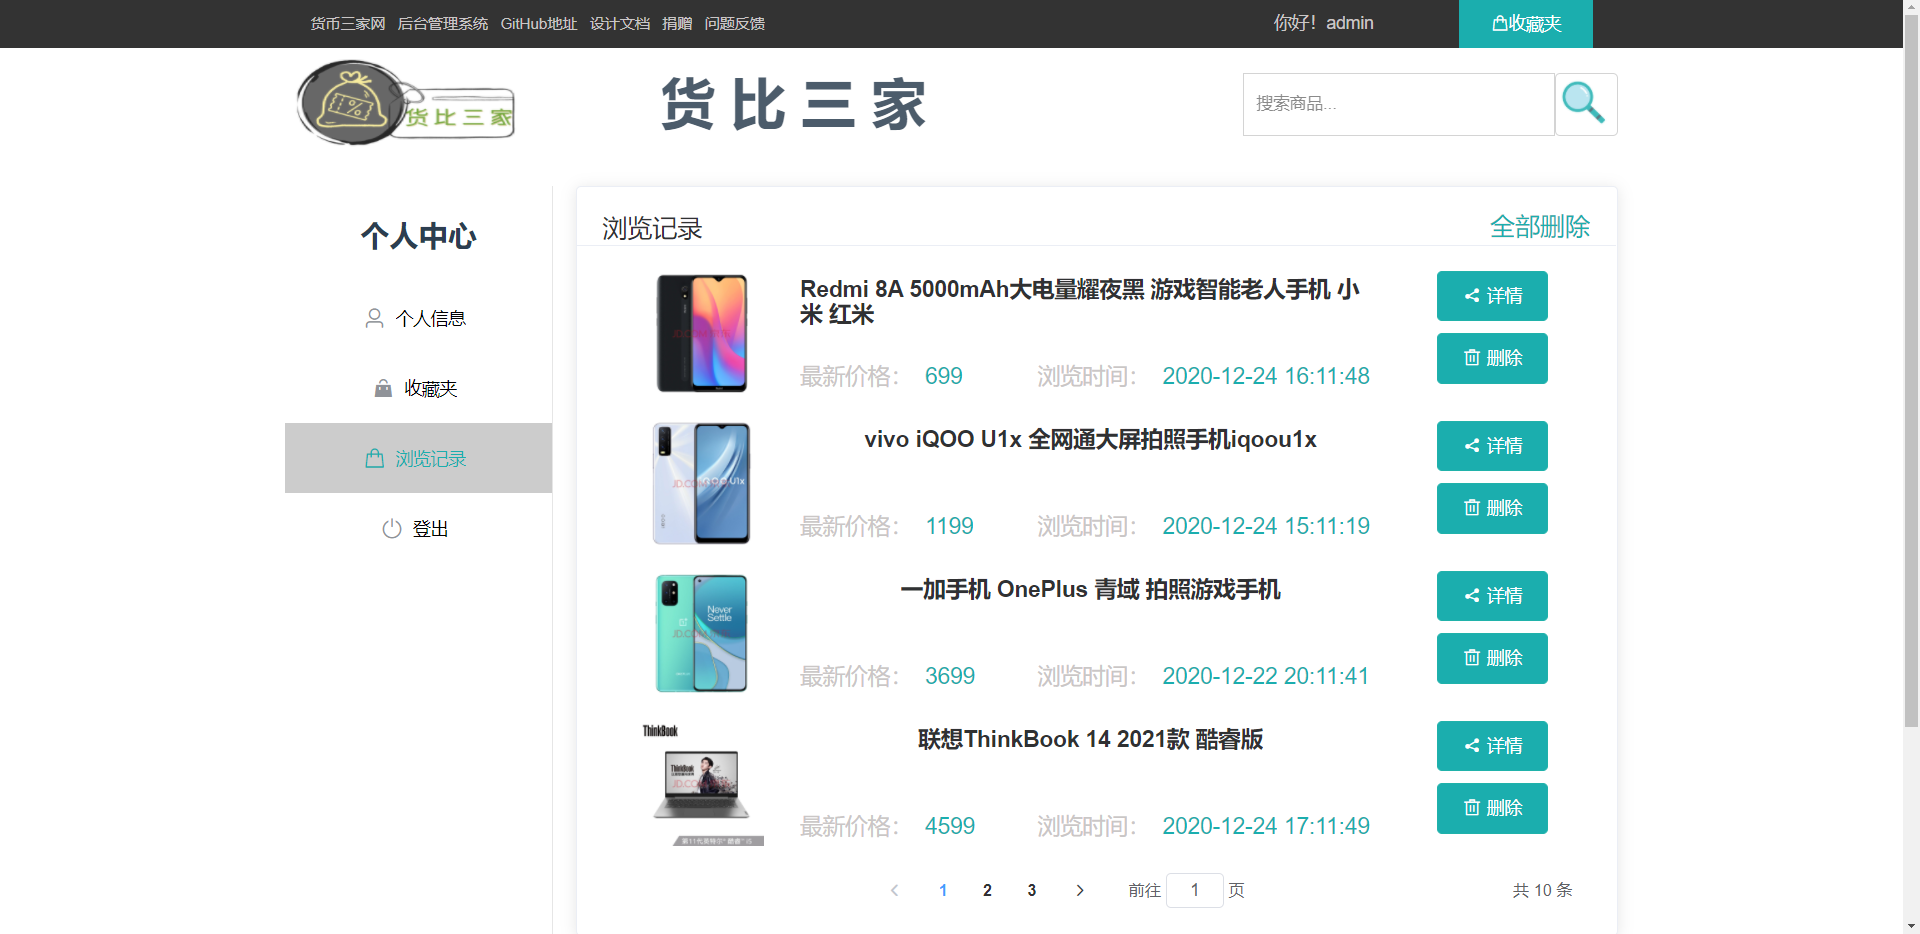 货币三家网 后台管理系统 GitHub地址 设计文档 捐赠 问题反馈
你好！admin
收藏夹
货比三家
货比三家
搜索商品...
个人中心
个人信息
收藏夹
浏览记录
登出
浏览记录
全部删除
Redmi 8A 5000mAh大电量耀夜黑 游戏智能老人手机 小
米 红米
最新价格： 699 浏览时间： 2020-12-24 16:11:48
详情
删除
vivo iQOO U1x 全网通大屏拍照手机iqoou1x
最新价格： 1199 浏览时间： 2020-12-24 15:11:19
详情
删除
Never
Settle
一加手机 OnePlus 青域 拍照游戏手机
最新价格： 3699 浏览时间： 2020-12-22 20:11:41
详情
删除
ThinkBook
ThinkBook
联想ThinkBook 14 2021款 酷睿版
最新价格： 4599 浏览时间： 2020-12-24 17:11:49
详情
删除
1 2 3 前往 1 页 共 10 条